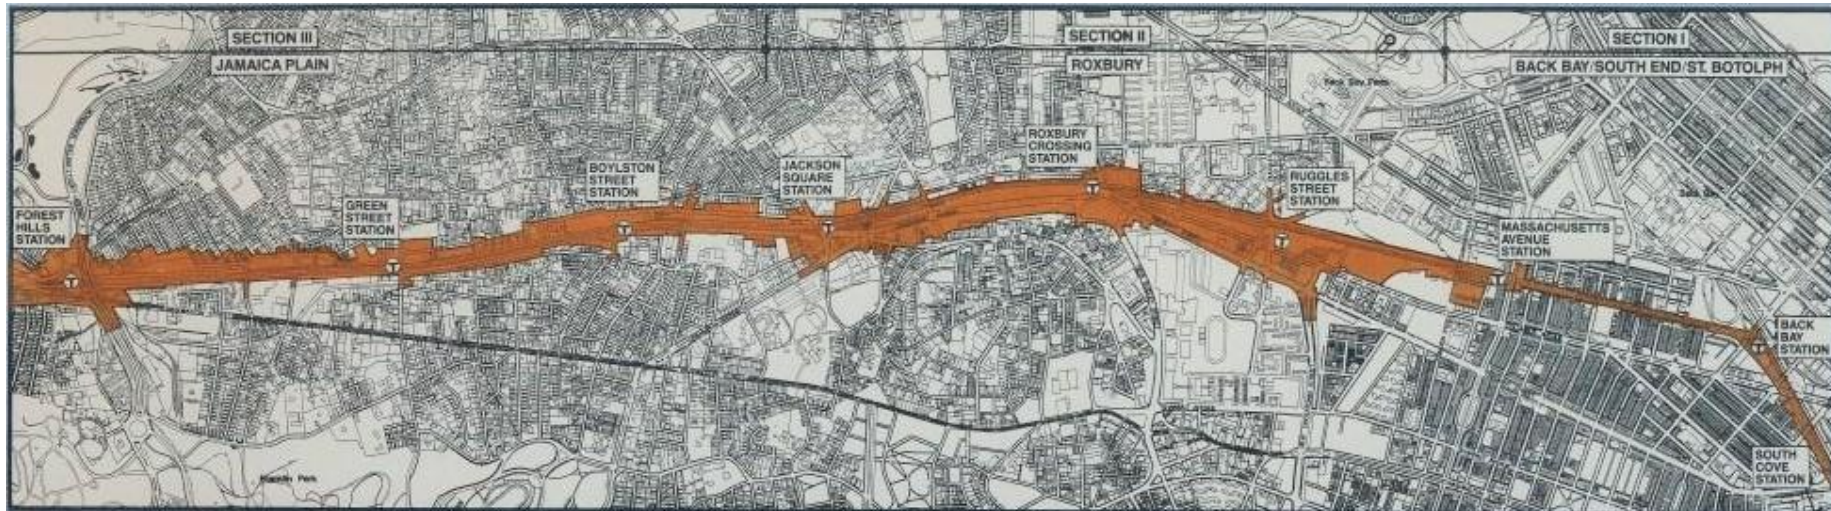 SECTION III
JAMAICA PLAIN
SECTION II
ROXBURY
SECTION I
BACK BAY/SOUTH END/ST. BOTOLPH
FOREST
HILLS
STATION
GREEN
STREET
STATION
BOYLSTON
STREET
STATION
JACKSON
SQUARE
STATION
ROXBURY
CROSSING
STATION
RUGGLES
STREET
STATION
MASSACHUSETTS
AVENUE
STATION
BACK
BAY
STATION
SOUTH
COVE
STATION
T
T
T
T
T
T
T
Franklin Park